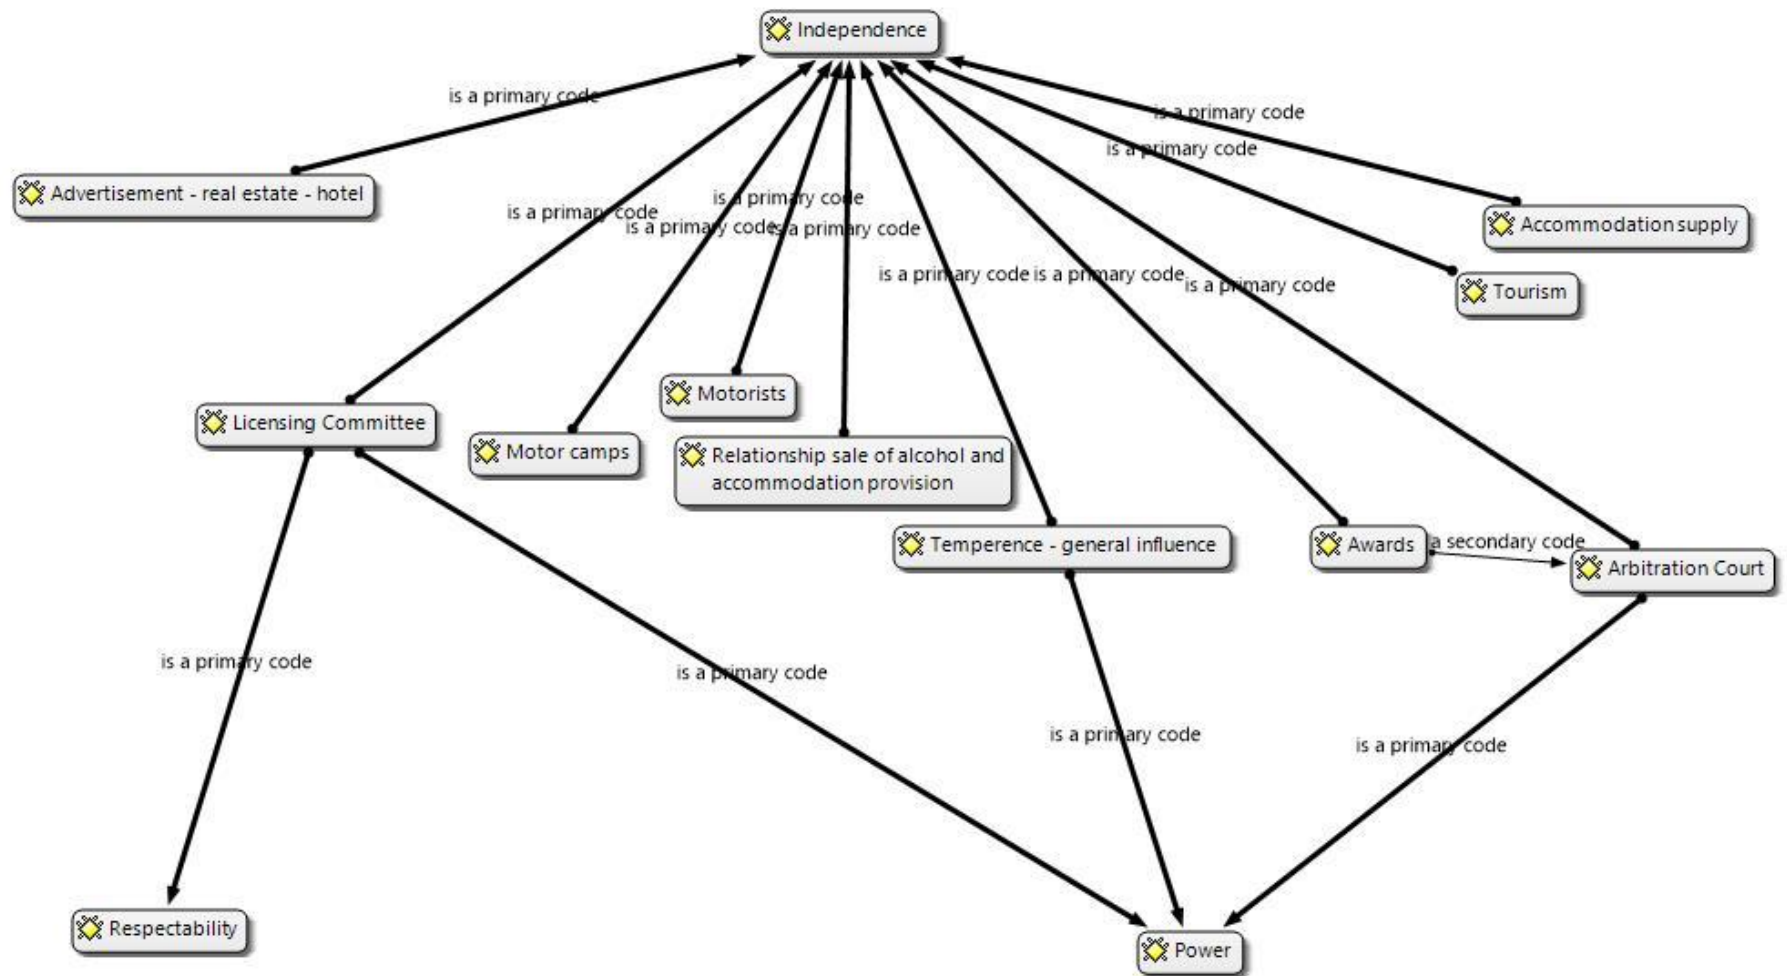 Independence
is a primary code
is a primary code
is a primary code
Advertisement - real estate - hotel
is a primary code
is a primary code
is a primary code
is a primary code
Accommodation supply
is a primary code
is a primary code
is a primary code
Tourism
Motorists
Licensing Committee
Motor camps
Relationship sale of alcohol and
accommodation provision
Temperence - general influence
Awards
a secondary code
Arbitration Court
is a primary code
is a primary code
is a primary code
is a primary code
Respectability
Power